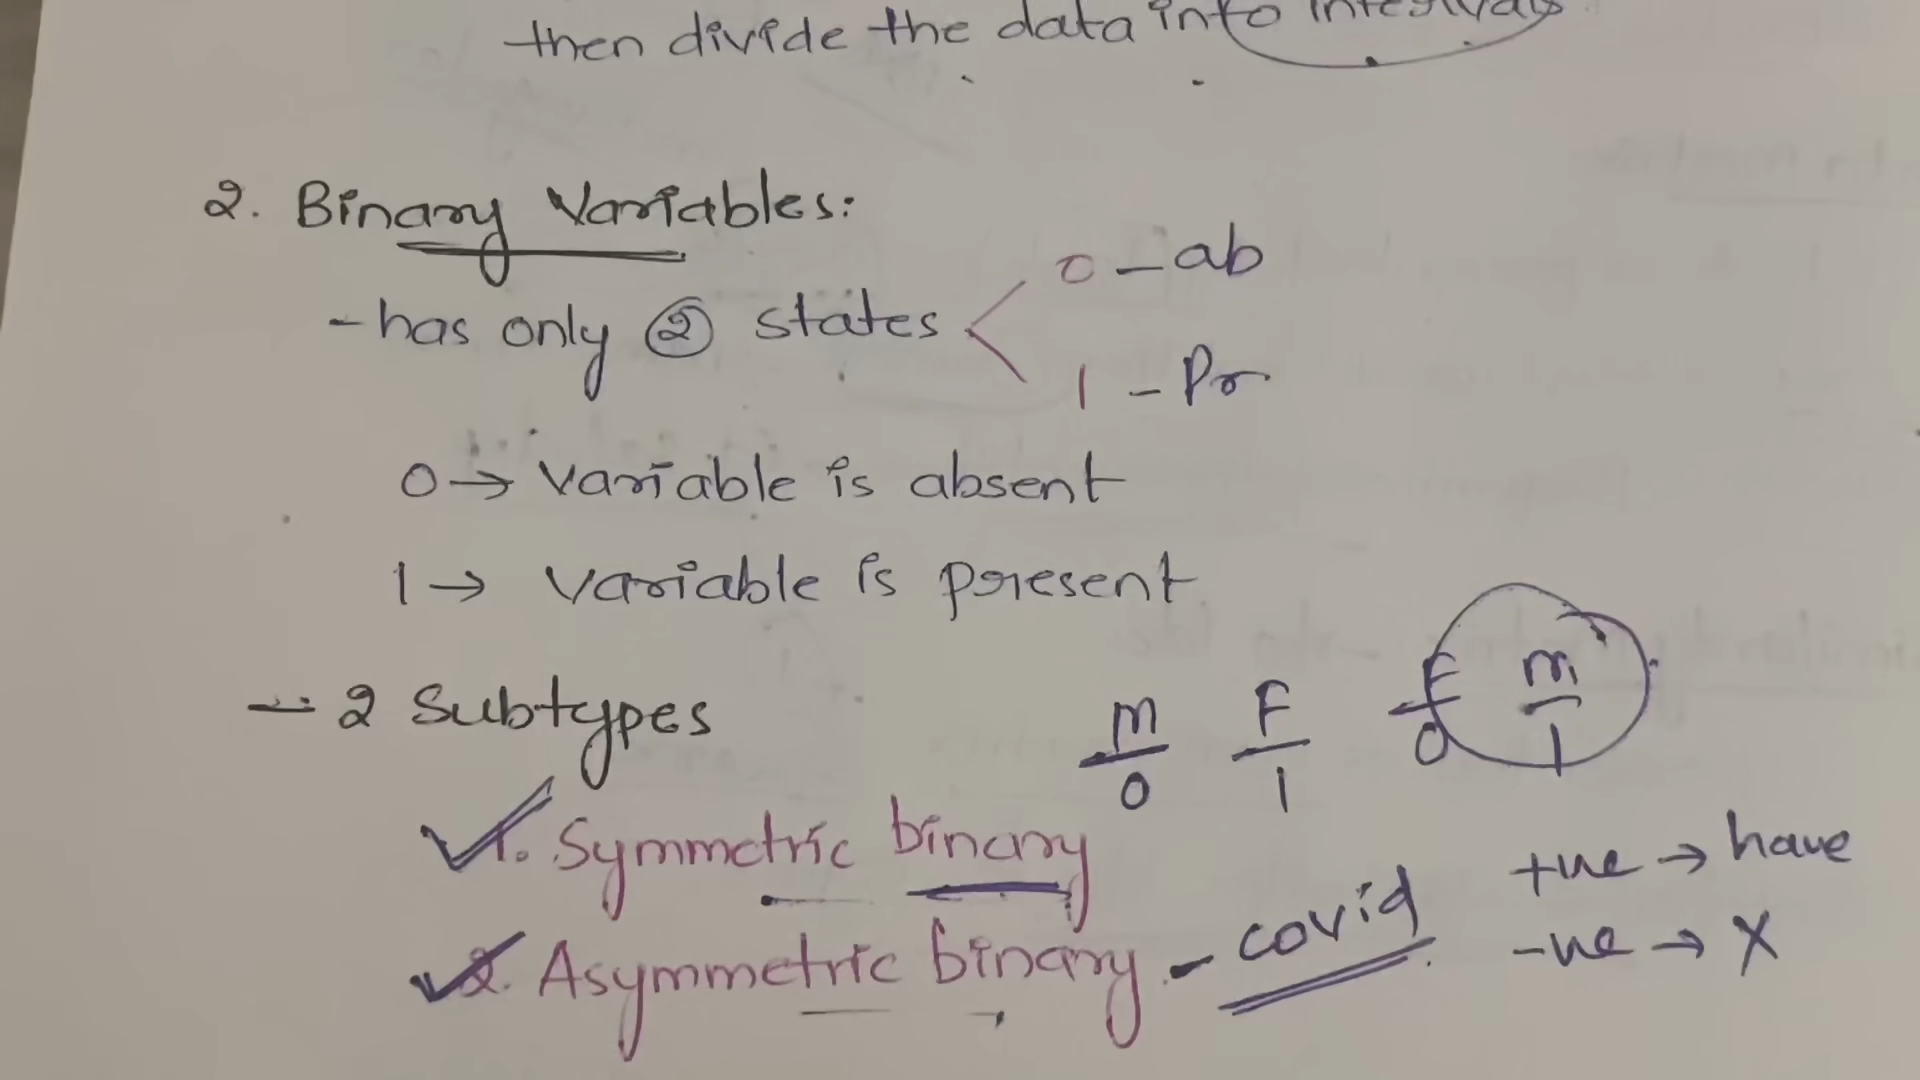 then divide the data into intervals
2. Binary Variables:
- has only 2 states < 0 - ab
1 - Pr
0 → variable is absent
1 → variable is present
- 2 Subtypes
M/0 F/1 F/0 m/1
1. Symmetric binary
2. Asymmetric binary - covid
+ve → have
-ve → X